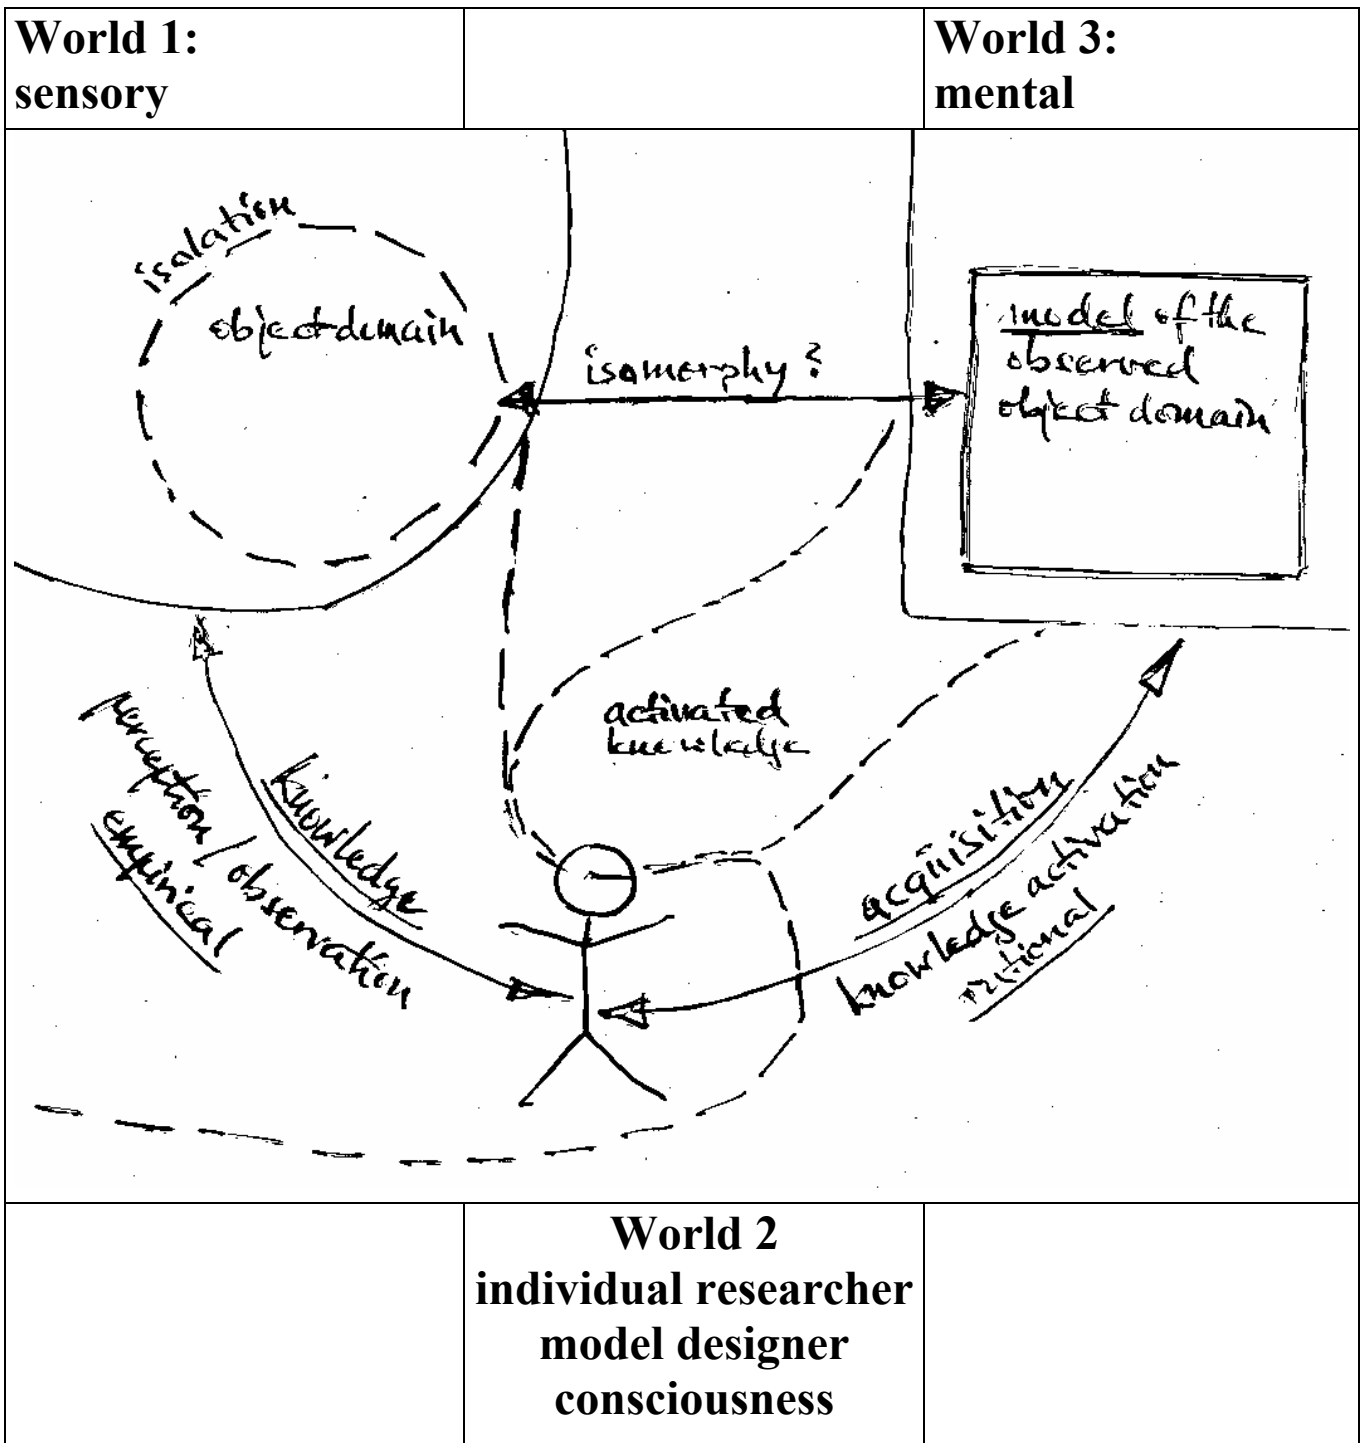 World 1:
sensory
World 3:
mental
isolation
object domain
isomorphy?
model of the
observed
object domain
activated
knowledge
Knowledge
perception / observation
empirical
acquisition
knowledge activation
rational
World 2
individual researcher
model designer
consciousness